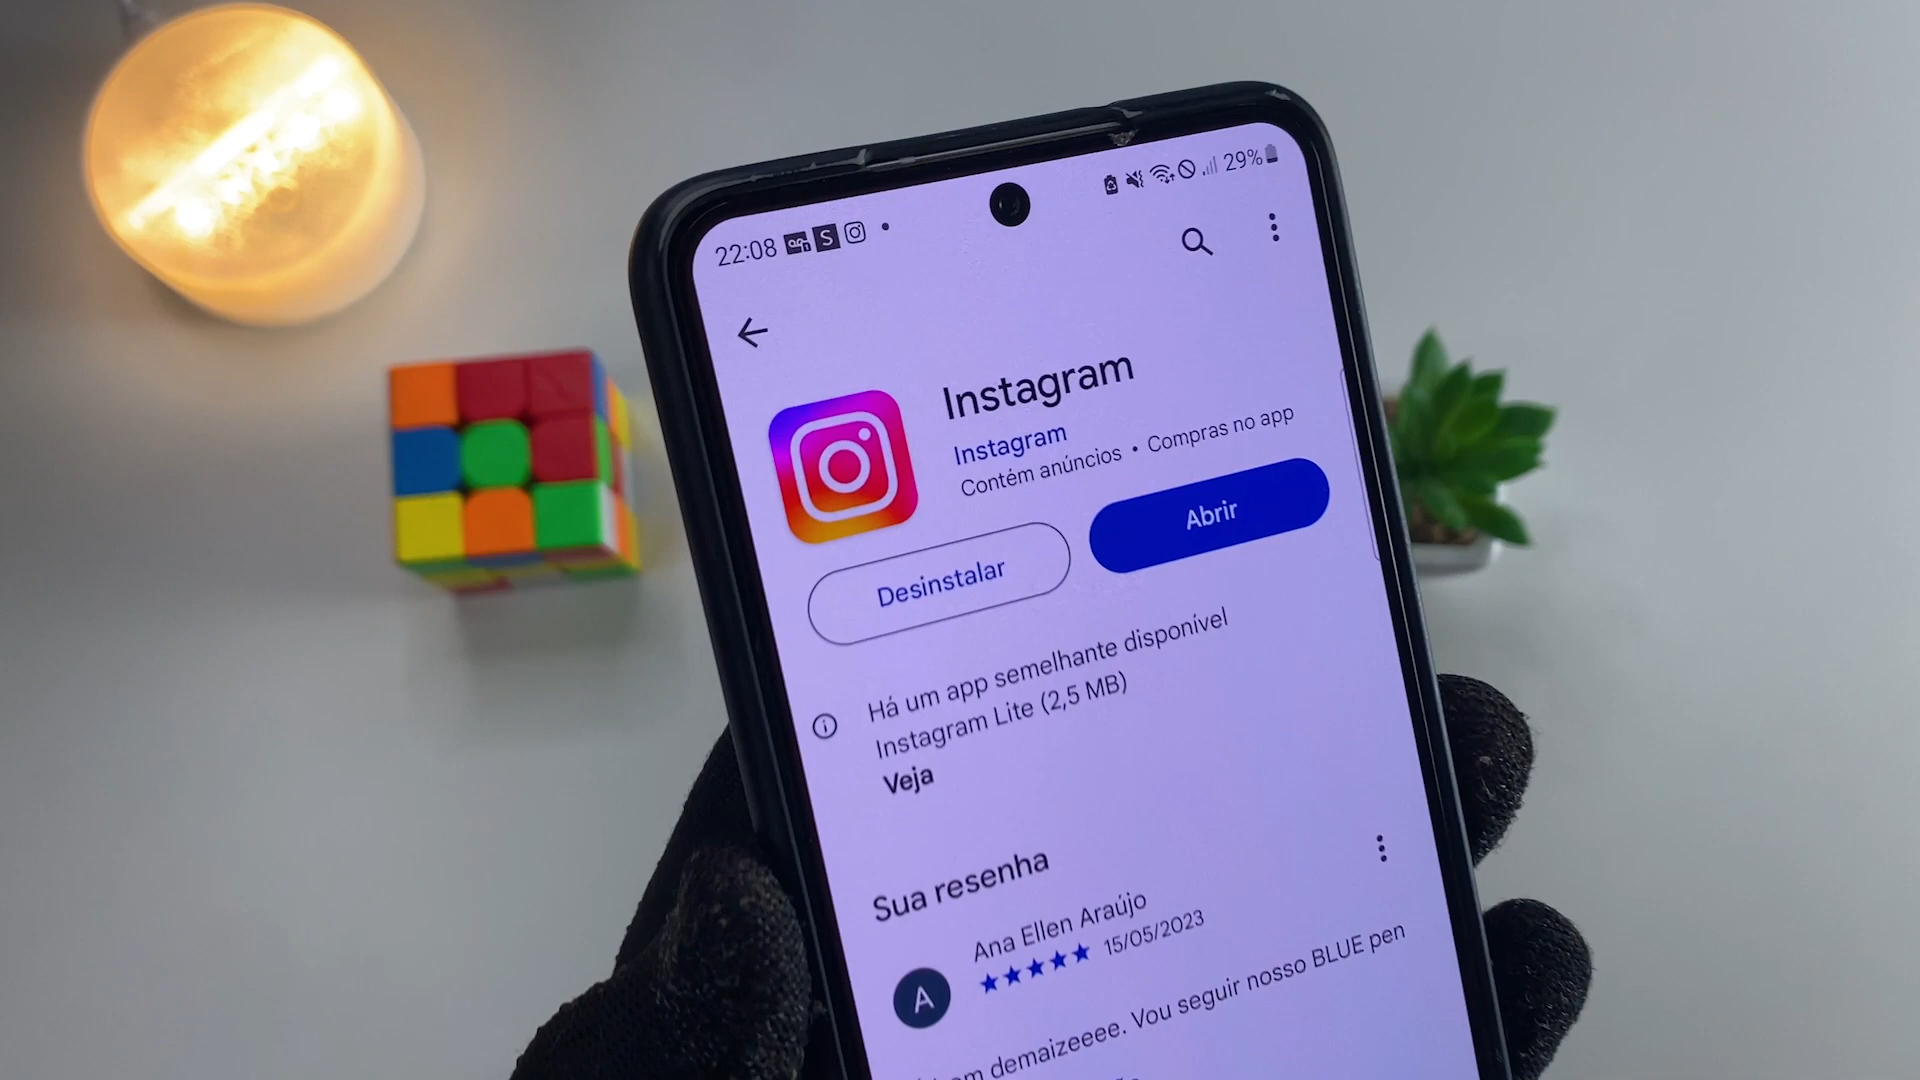 22:08 S 29%
Instagram
Instagram
Contém anúncios • Compras no app
Desinstalar
Abrir
Há um app semelhante disponível
Instagram Lite (2,5 MB)
Veja
Sua resenha
Ana Ellen Araújo
15/05/2023
A
demaizeeee. Vou seguir nosso BLUE pen